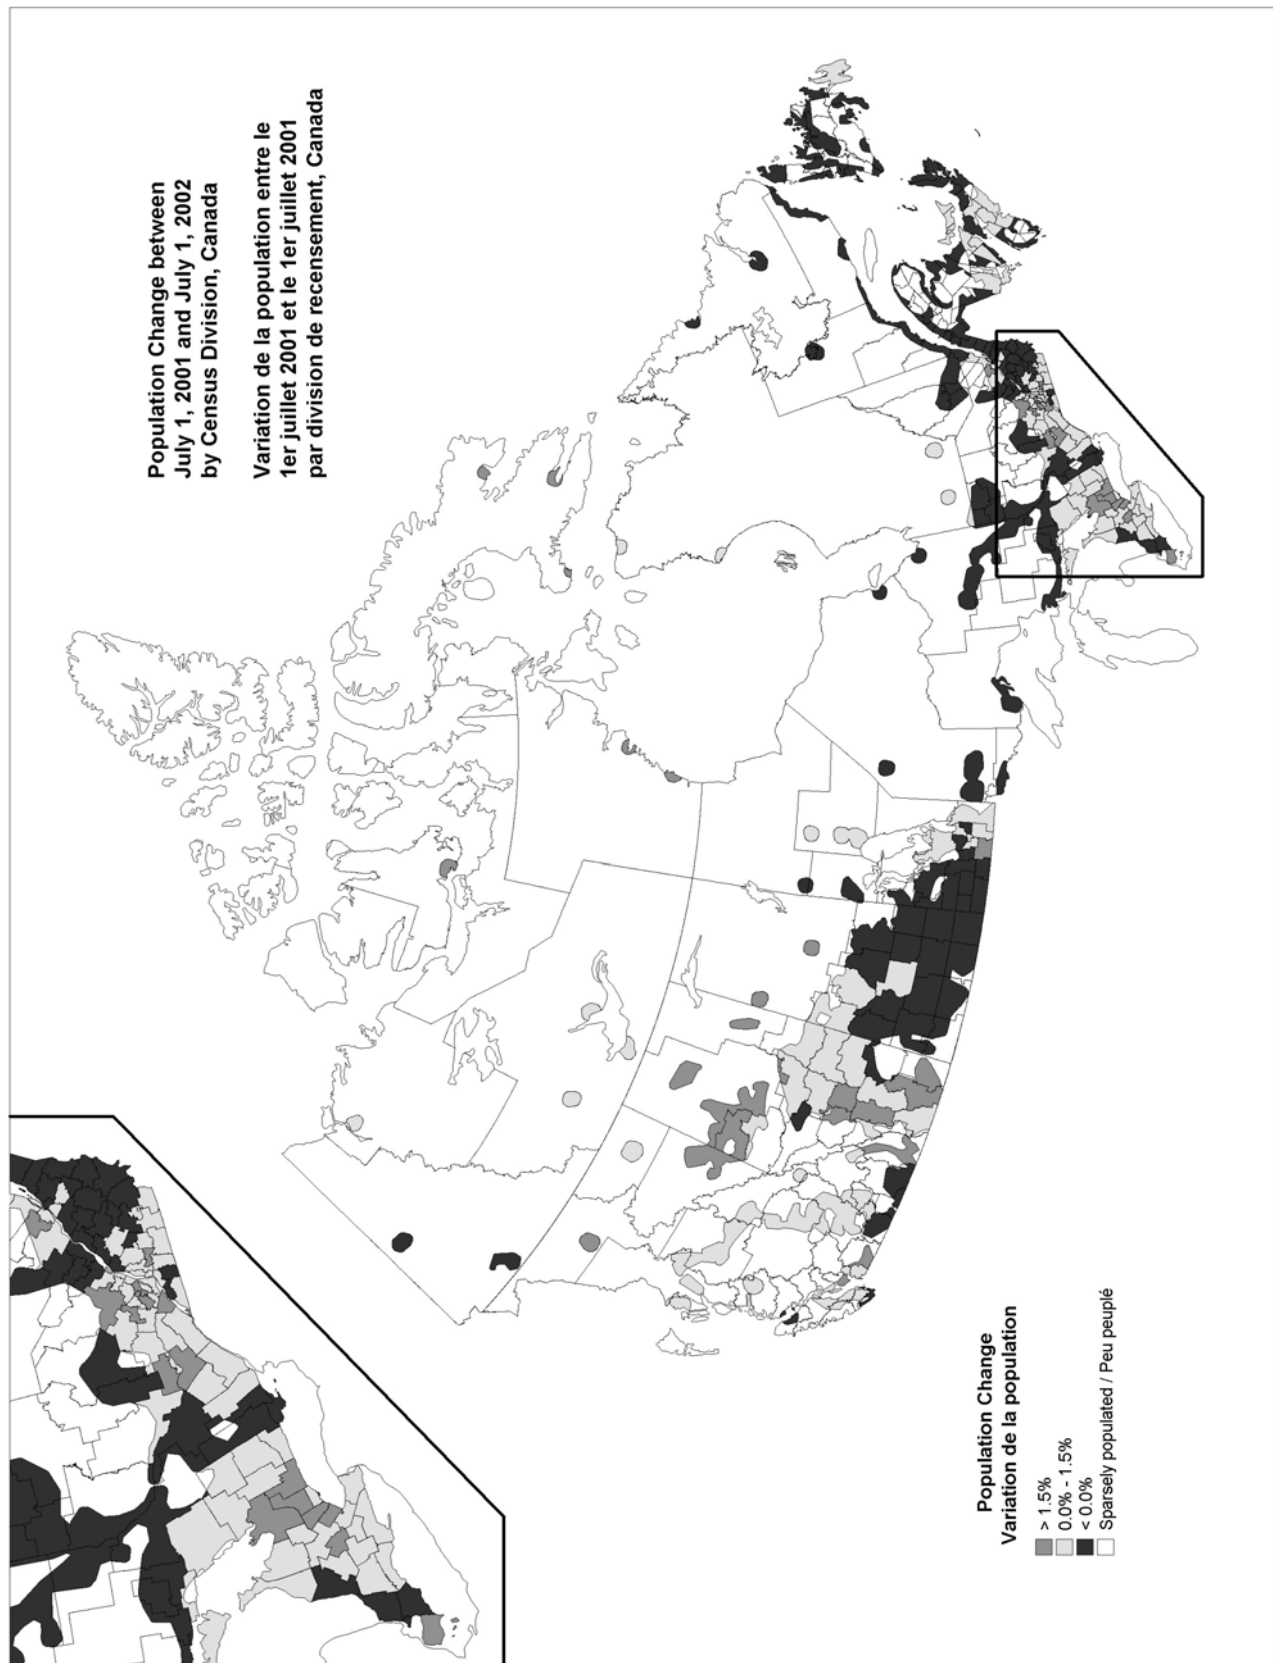 Population Change between
July 1, 2001 and July 1, 2002
by Census Division, Canada
Variation de la population entre le
1er juillet 2001 et le 1er juillet 2001
par division de recensement, Canada
Population Change
Variation de la population
> 1.5%
0.0% - 1.5%
< 0.0%
Sparsely populated / Peu peuplé